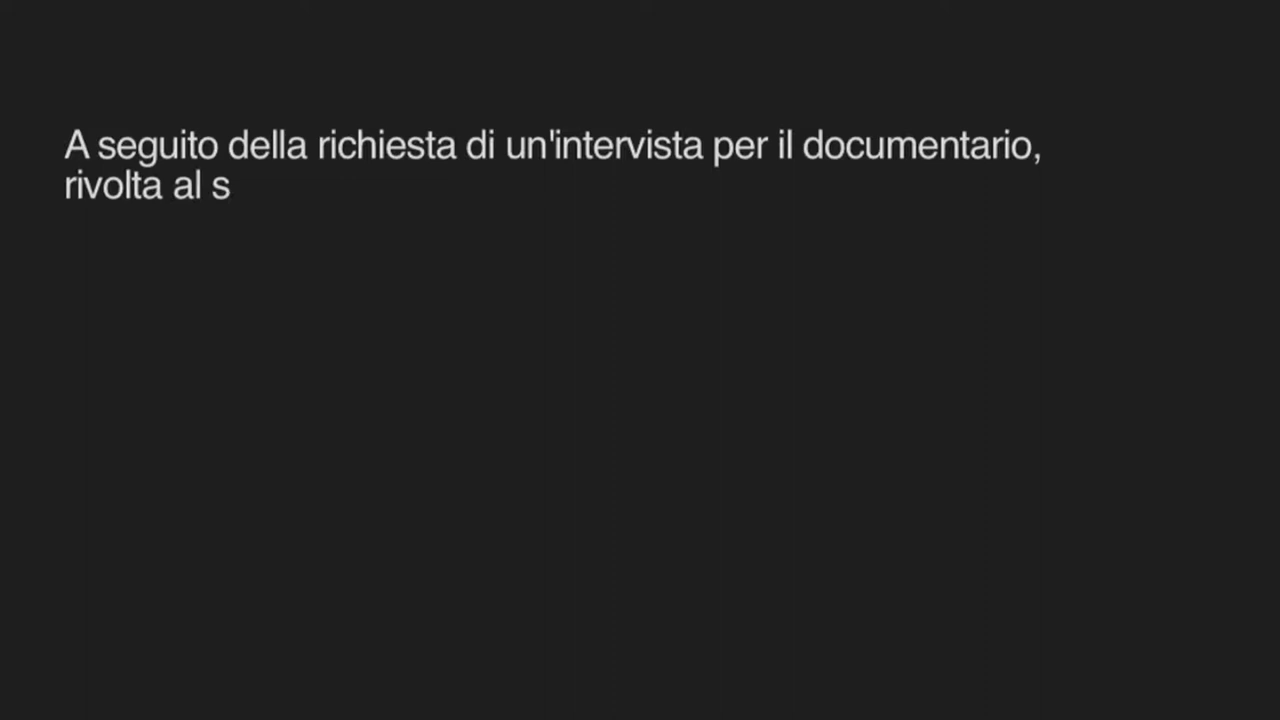 A seguito della richiesta di un'intervista per il documentario,
rivolta al s